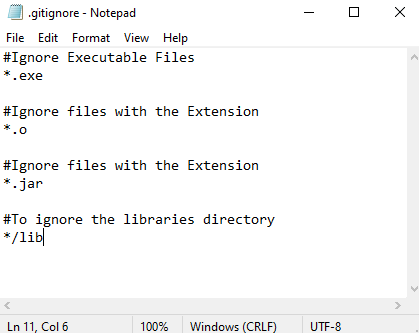 .gitignore - Notepad
File Edit Format View Help
#Ignore Executable Files
*.exe
#Ignore files with the Extension
*.o
#Ignore files with the Extension
*.jar
#To ignore the libraries directory
*/lib
Ln 11, Col 6 100% Windows (CRLF) UTF-8